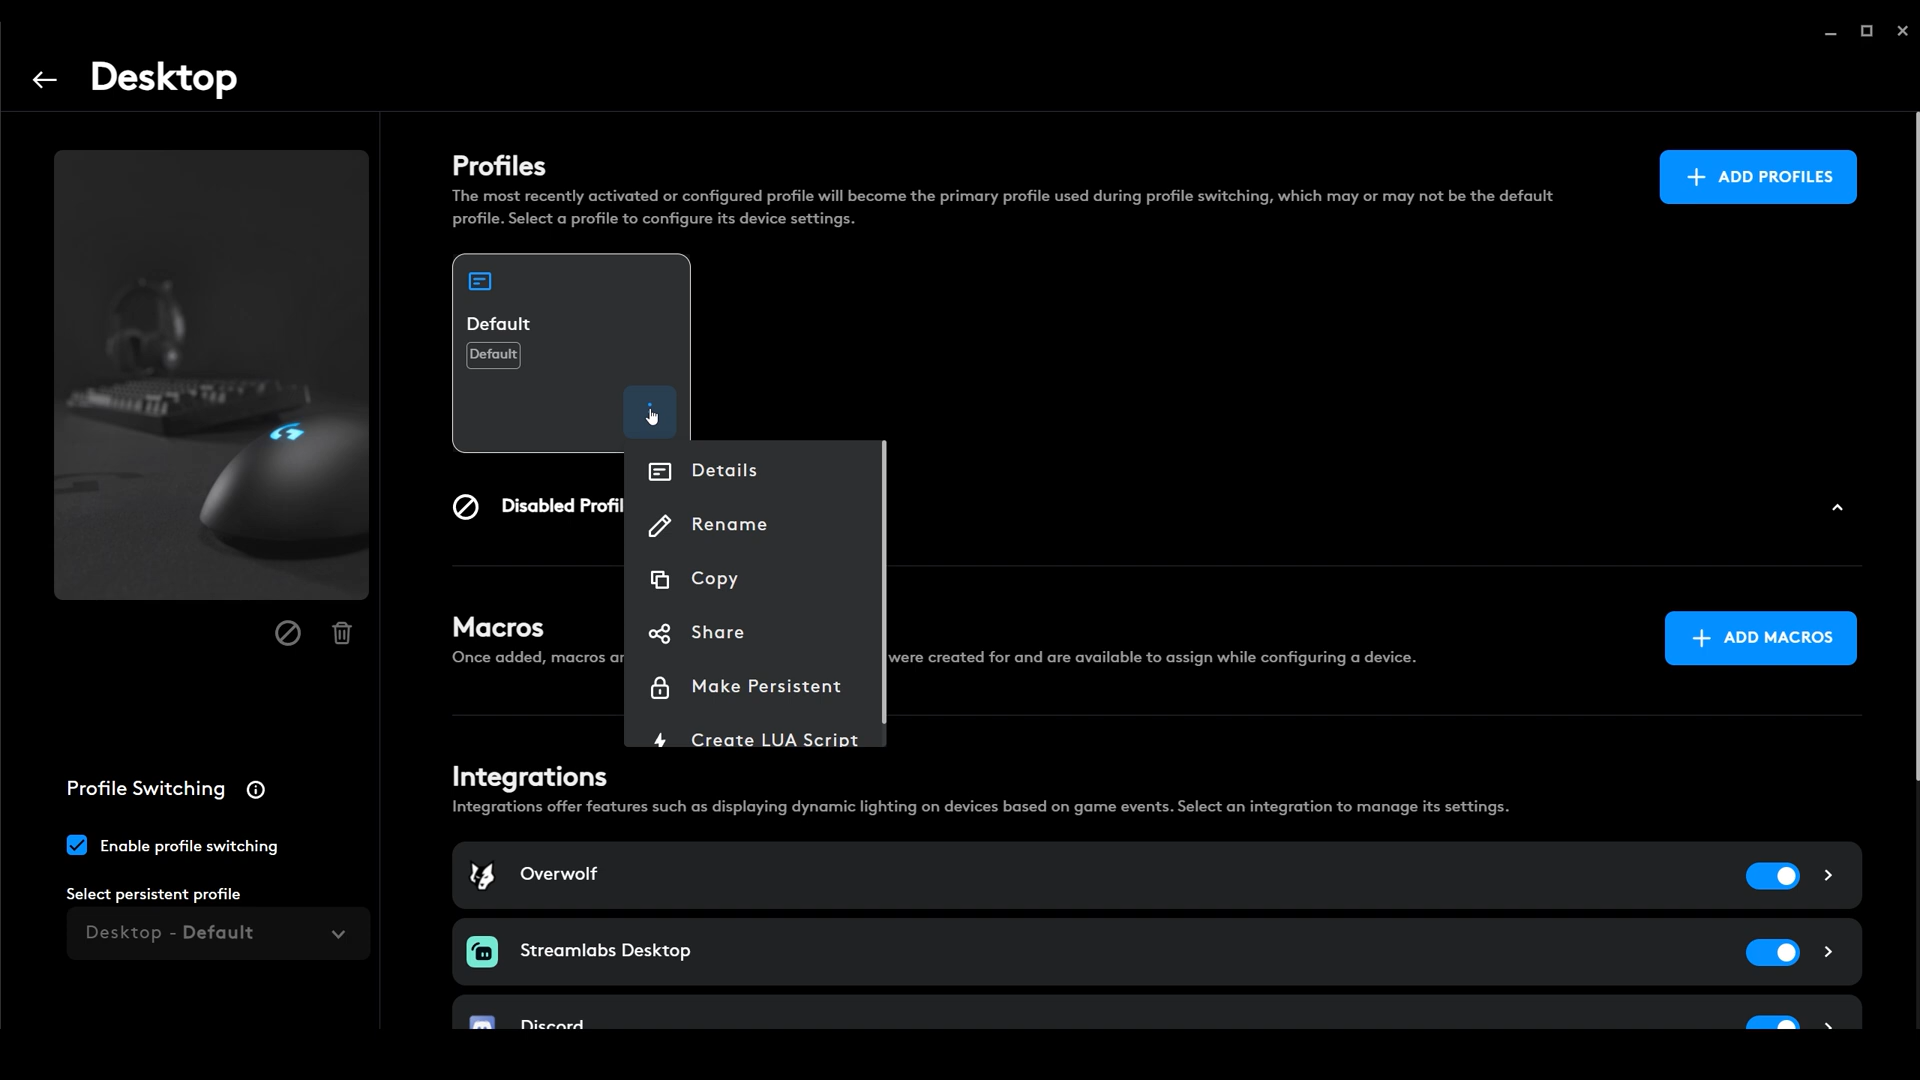 Desktop
Profiles
The most recently activated or configured profile will become the primary profile used during profile switching, which may or may not be the default
profile. Select a profile to configure its device settings.
ADD PROFILES
Default
Default
Details
Disabled Profil
Rename
Copy
Share
Make Persistent
Create LUA Script
Macros
Once added, macros ar were created for and are available to assign while configuring a device.
ADD MACROS
Integrations
Integrations offer features such as displaying dynamic lighting on devices based on game events. Select an integration to manage its settings.
Overwolf
Streamlabs Desktop
Discord
Profile Switching
Enable profile switching
Select persistent profile
Desktop - Default